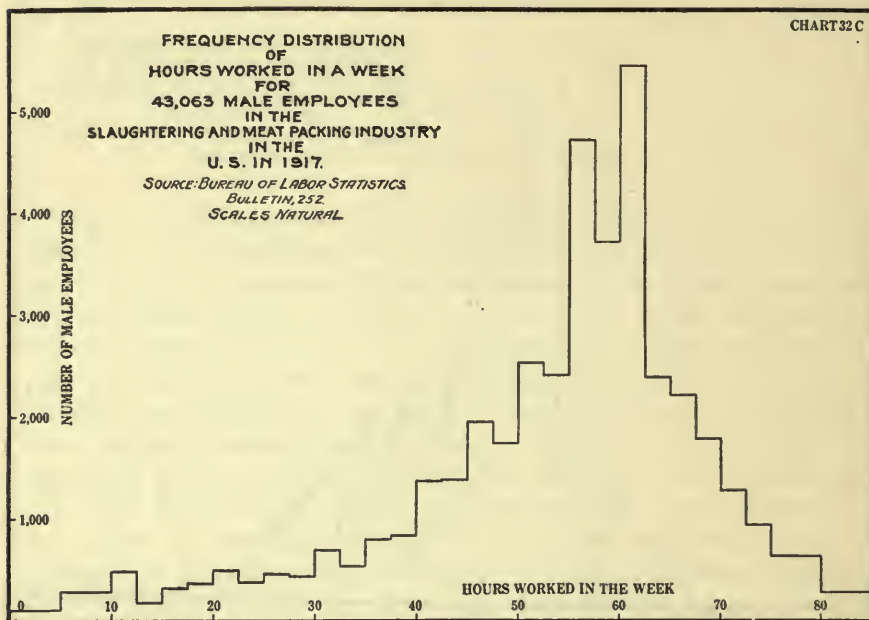 CHART 32 C
FREQUENCY DISTRIBUTION
OF
HOURS WORKED IN A WEEK
FOR
43,063 MALE EMPLOYEES
IN THE
SLAUGHTERING AND MEAT PACKING INDUSTRY
IN THE
U. S. IN 1917.
SOURCE: BUREAU OF LABOR STATISTICS
BULLETIN, 252.
SCALES NATURAL
NUMBER OF MALE EMPLOYEES
5,000
4,000
3,000
2,000
1,000
HOURS WORKED IN THE WEEK
0 10 20 30 40 50 60 70 80